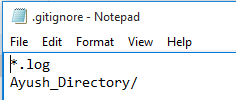 .gitignore - Notepad
File Edit Format View Help
*.log
Ayush_Directory/